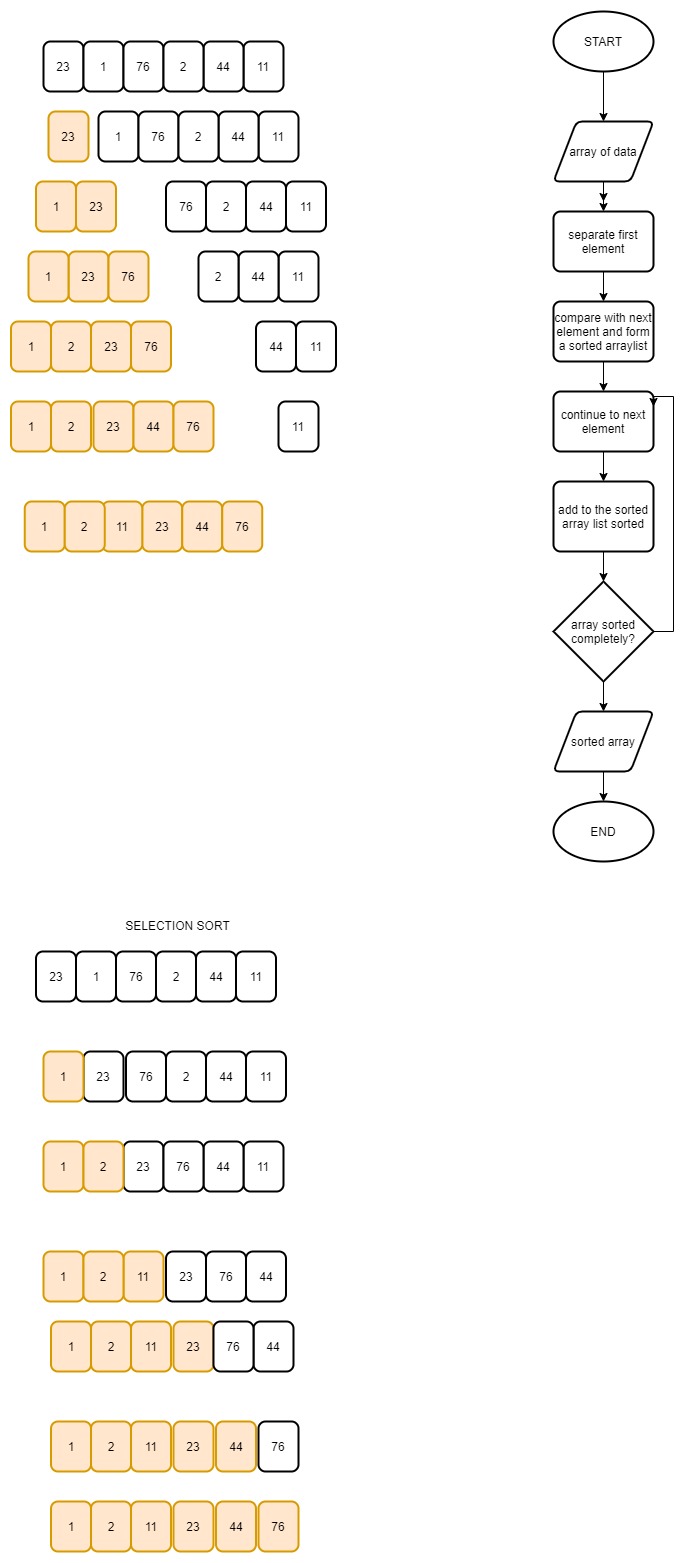 23 1 76 2 44 11
23 1 76 2 44 11
1 23 76 2 44 11
1 23 76 2 44 11
1 2 23 76 44 11
1 2 23 44 76 11
1 2 11 23 44 76
START
array of data
separate first
element
compare with next
element and form
a sorted arraylist
continue to next
element
add to the sorted
array list sorted
array sorted
completely?
sorted array
END
SELECTION SORT
23 1 76 2 44 11
1 23 76 2 44 11
1 2 23 76 44 11
1 2 11 23 76 44
1 2 11 23 76 44
1 2 11 23 44 76
1 2 11 23 44 76